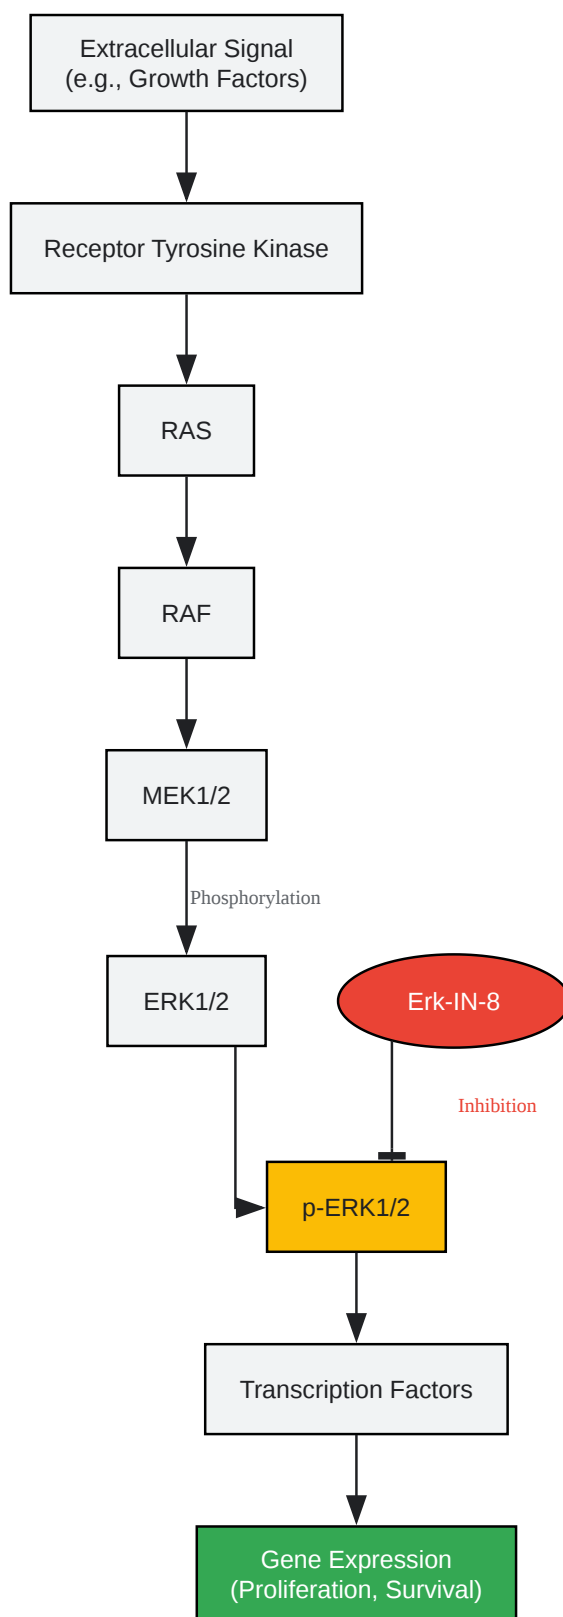 Extracellular Signal
(e.g., Growth Factors)
Receptor Tyrosine Kinase
RAS
RAF
MEK1/2
Phosphorylation
ERK1/2
Erk-IN-8
Inhibition
p-ERK1/2
Transcription Factors
Gene Expression
(Proliferation, Survival)